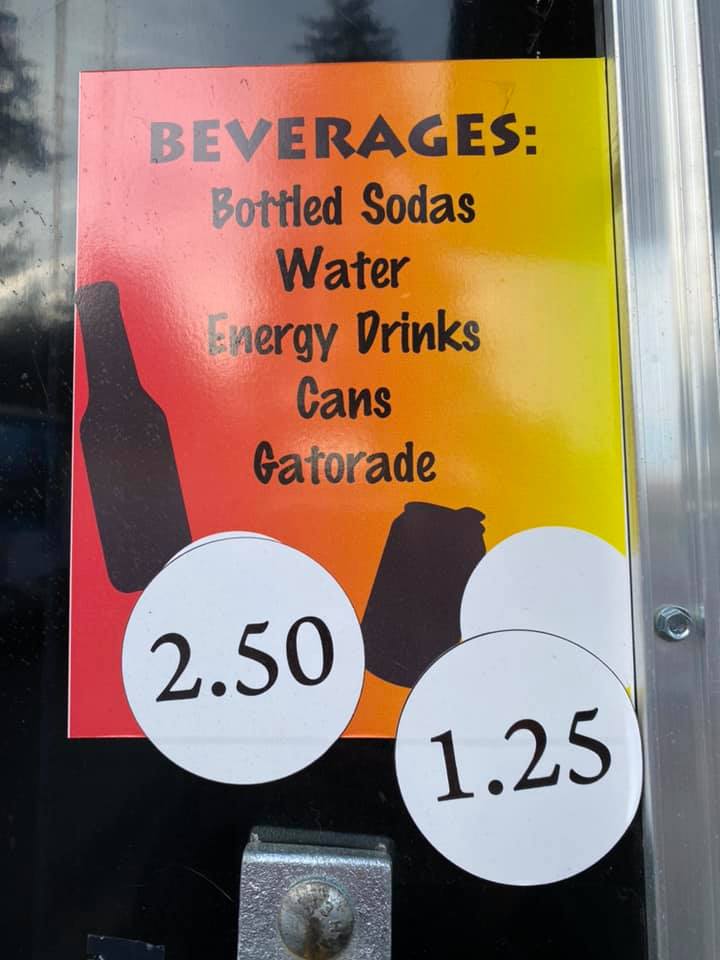 BEVERAGES:
Bottled Sodas
Water
Energy Drinks
Cans
Gatorade
2.50
1.25